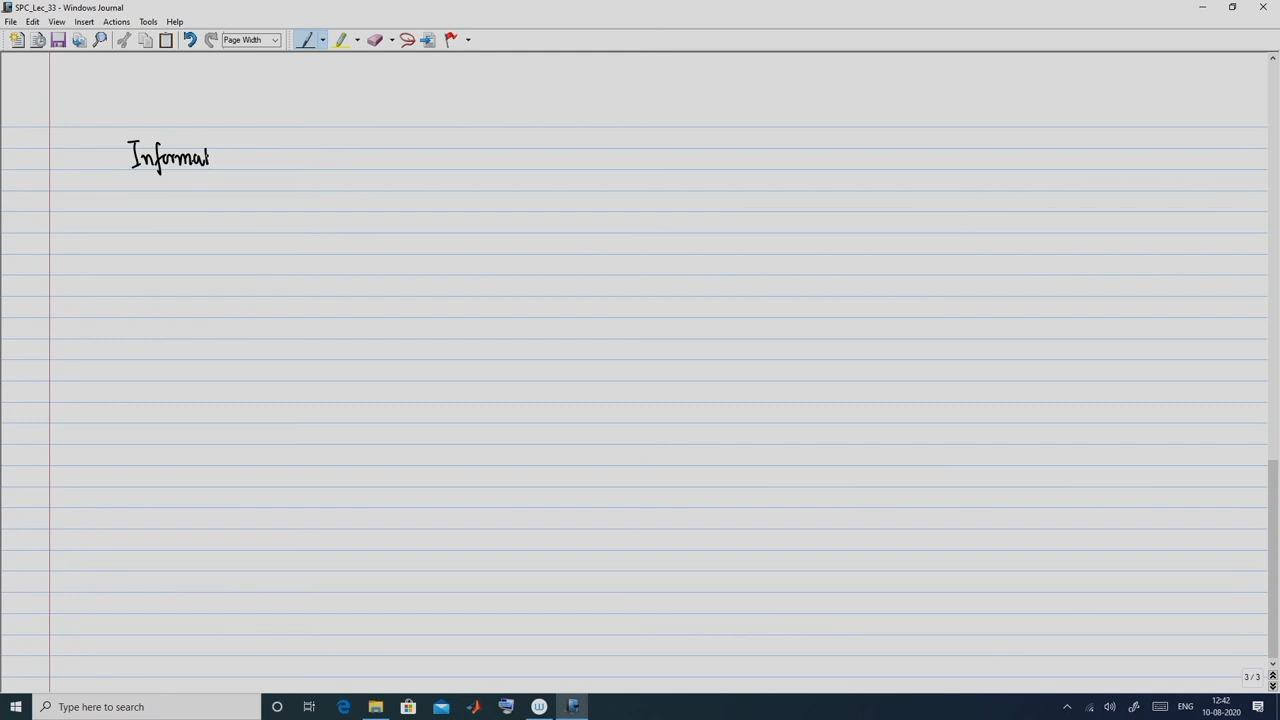 SPC_Lec_33 - Windows Journal
File Edit View Insert Actions Tools Help
Page Width
Informat
3 / 3
Type here to search
ENG
12:42
10-08-2020